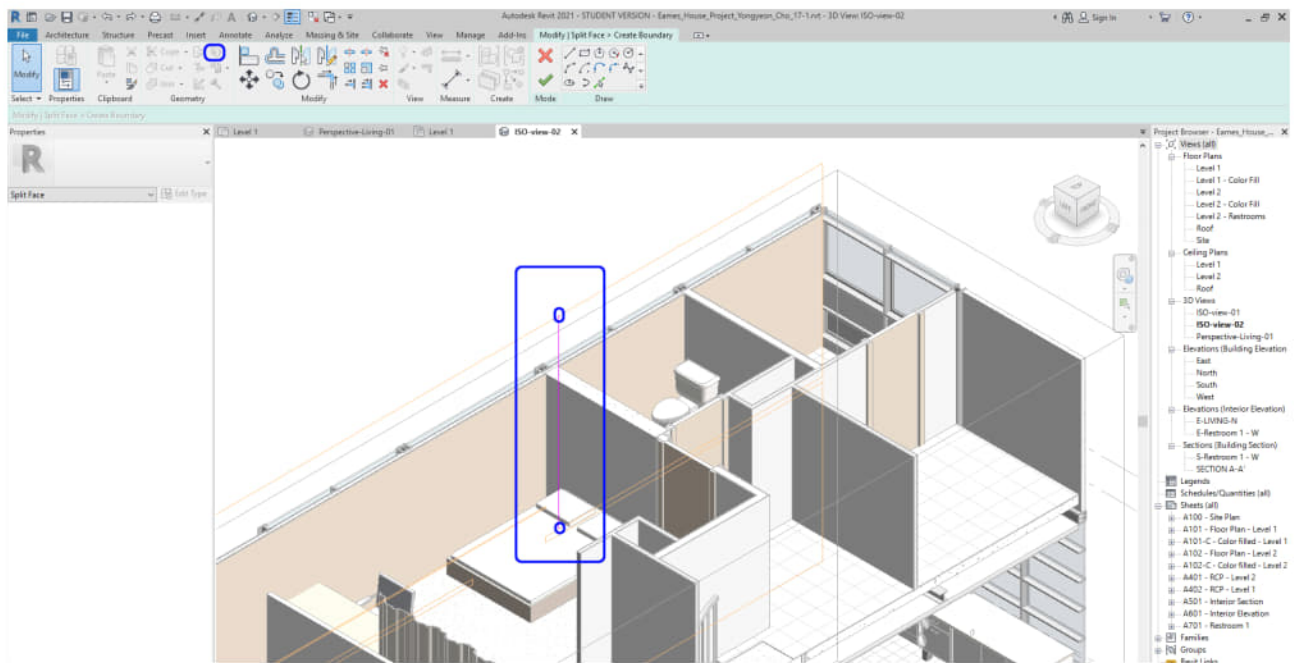 Autodesk Revit 2021 - STUDENT VERSION - Eames_House_Project_Yongyeon_Cho_17-1.rvt - 3D View: ISO-view-02
Sign In
File Architecture Structure Precast Insert Annotate Analyze Massing & Site Collaborate View Manage Add-Ins Modify | Split Face > Create Boundary
Modify
Paste
Cope
Cut
Join
Select Properties Clipboard Geometry Modify View Measure Create Mode Draw
Modify | Split Face > Create Boundary
Properties
Level 1
Perspective-Living-01
Level 1
ISO-view-02
Project Browser - Eames_House_...
R
Split Face
Edit Type
TOP
LEFT
FRONT
Views (all)
Floor Plans
Level 1
Level 1 - Color Fill
Level 2
Level 2 - Color Fill
Level 2 - Restrooms
Roof
Site
Ceiling Plans
Level 1
Level 2
Roof
3D Views
ISO-view-01
ISO-view-02
Perspective-Living-01
Elevations (Building Elevation
East
North
South
West
Elevations (Interior Elevation)
E-LIVING-N
E-Restroom 1 - W
Sections (Building Section)
S-Restroom 1 - W
SECTION A-A'
Legends
Schedules/Quantities (all)
Sheets (all)
A100 - Site Plan
A101 - Floor Plan - Level 1
A101-C - Color filled - Level 1
A102 - Floor Plan - Level 2
A102-C - Color filled - Level 2
A401 - RCP - Level 2
A402 - RCP - Level 1
A501 - Interior Section
A601 - Interior Elevation
A701 - Restroom 1
Families
Groups
Revit Links